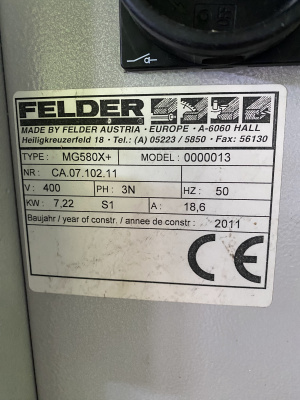 FELDER
MADE BY FELDER AUSTRIA · EUROPE · A-6060 HALL
Heiligkreuzerfeld 18 · Tel.: (A) 05223 / 5850 · Fax: 56130
TYPE: MG580X+ MODEL: 0000013
NR: CA.07.102.11
V: 400 PH: 3N HZ: 50
KW: 7,22 S1 A: 18,6
Baujahr / year of constr. / annee de constr : 2011
CE